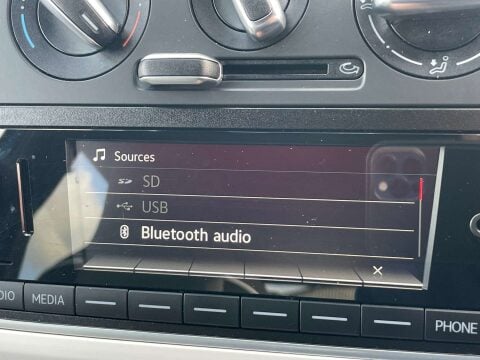 Sources
SD
USB
Bluetooth audio
MEDIA
PHONE